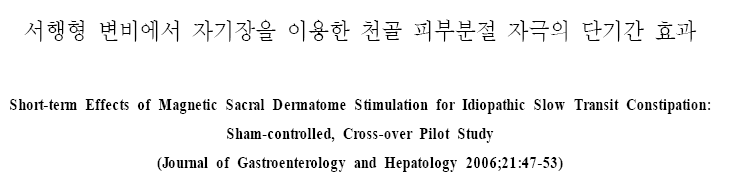 서행형 변비에서 자기장을 이용한 천골 피부분절 자극의 단기간 효과
Short-term Effects of Magnetic Sacral Dermatome Stimulation for Idiopathic Slow Transit Constipation:
Sham-controlled, Cross-over Pilot Study
(Journal of Gastroenterology and Hepatology 2006;21:47-53)